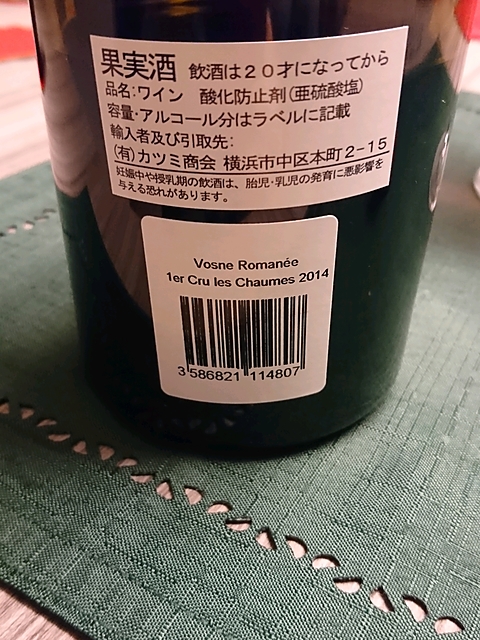 果実酒 飲酒は20才になってから
品名:ワイン 酸化防止剤(亜硫酸塩)
容量・アルコール分はラベルに記載
輸入者及び引取先:
(有)カツミ商会 横浜市中区本町2-15
妊娠中や授乳期の飲酒は、胎児・乳児の発育に悪影響を
与える恐れがあります。
Vosne Romanée
1er Cru les Chaumes 2014
3 586821 114807